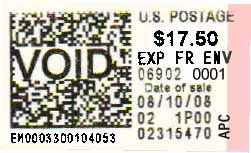 U.S. POSTAGE
$17.50
EXP FR ENV
06902 0001
Date of sale
08/10/08
02 1P00
02315470
APC
VOID
EM0003300104053